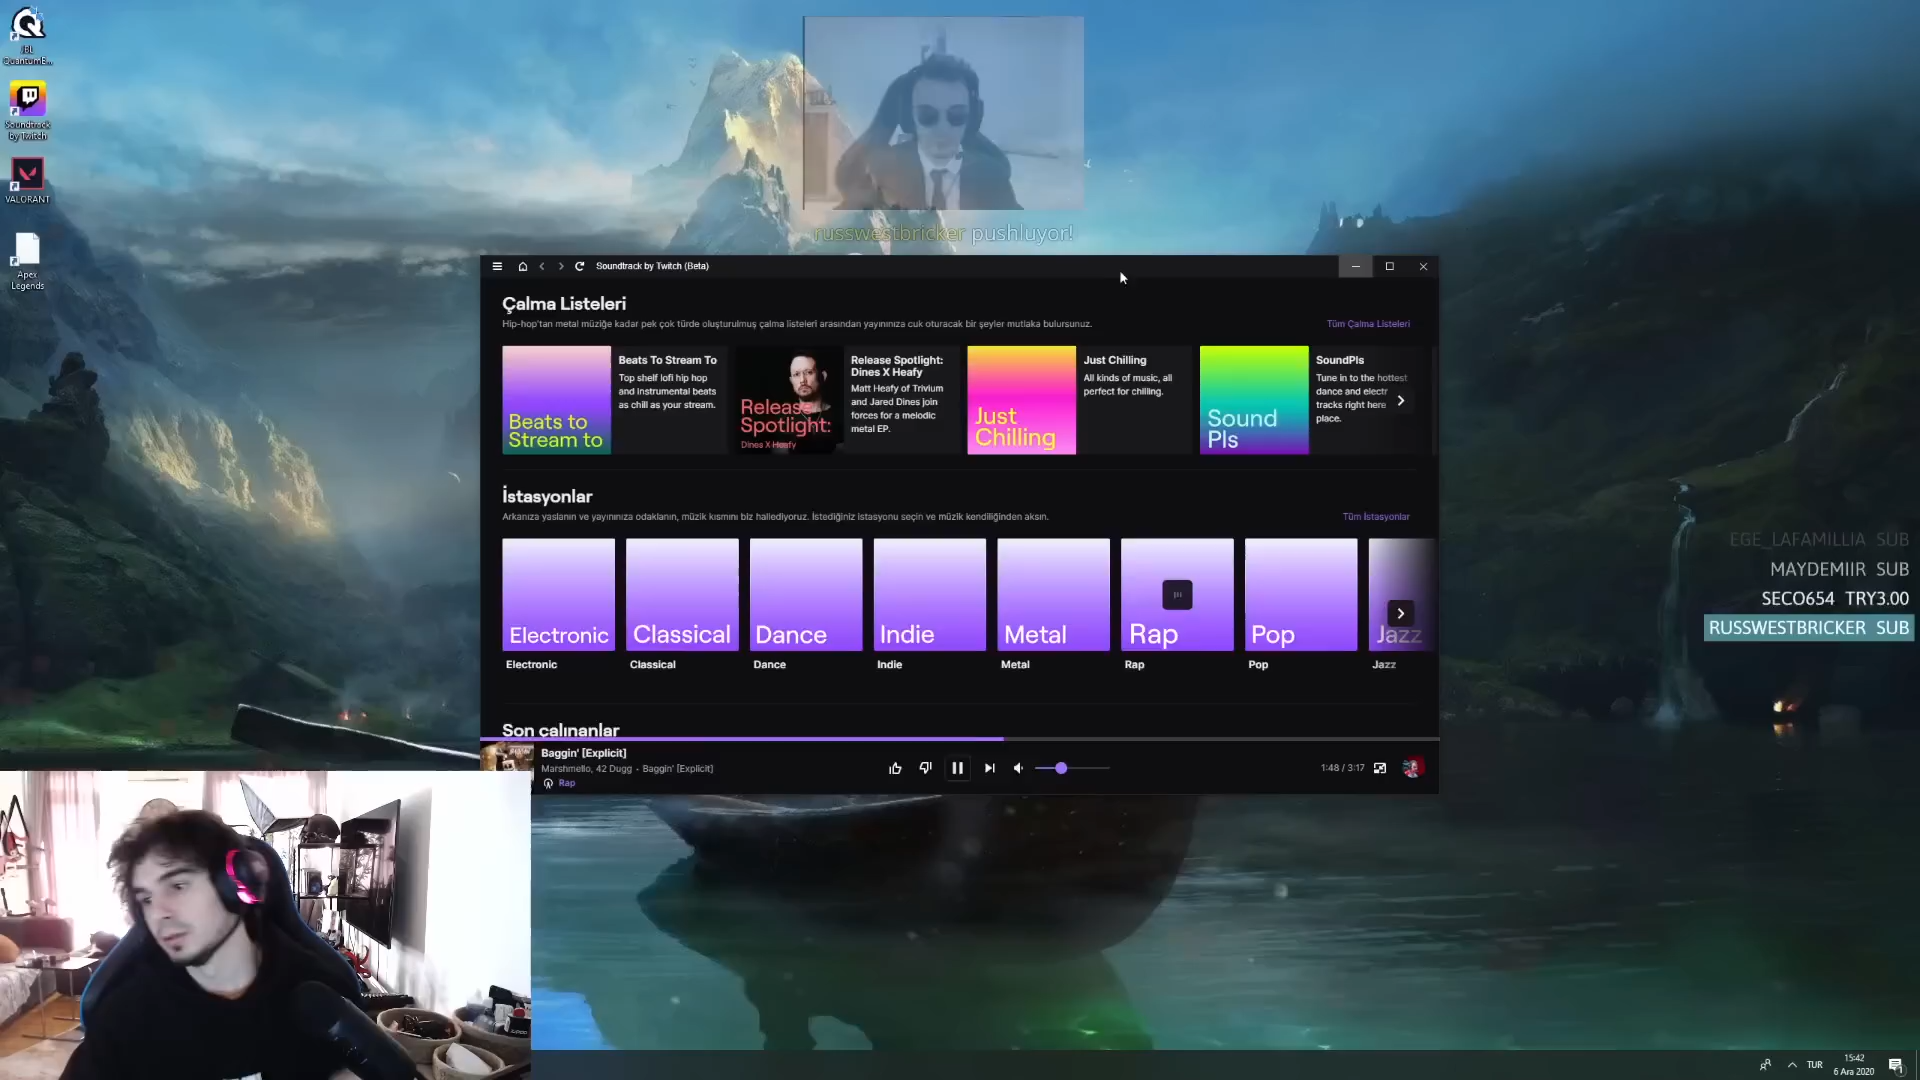 JBL
QuantumE...
Soundtrack
by Twitch
VALORANT
Apex
Legends
russwestbricker pushluyor!
Soundtrack by Twitch (Beta)
Çalma Listeleri
Hip-hop'tan metal müziğe kadar pek çok türde oluşturulmuş çalma listeleri arasından yayınınıza cuk oturacak bir şeyler mutlaka bulursunuz.
Tüm Çalma Listeleri
Beats to
Stream to
Beats To Stream To
Top shelf lofi hip hop
and instrumental beats
as chill as your stream.
Release
Spotlight:
Dines X Heafy
Release Spotlight:
Dines X Heafy
Matt Heafy of Trivium
and Jared Dines join
forces for a melodic
metal EP.
Just
Chilling
Just Chilling
All kinds of music, all
perfect for chilling.
Sound
Pls
SoundPls
Tune in to the hottest
dance and electr
tracks right here
place.
İstasyonlar
Arkanıza yaslanın ve yayınınıza odaklanın, müzik kısmını biz hallediyoruz. İstediğiniz istasyonu seçin ve müzik kendiliğinden aksın.
Tüm İstasyonlar
Electronic
Classical
Dance
Indie
Metal
Rap
Pop
Jazz
Electronic
Classical
Dance
Indie
Metal
Rap
Pop
Jazz
Son çalınanlar
Baggin' [Explicit]
Marshmello, 42 Dugg - Baggin' [Explicit]
Rap
1:48 / 3:17
EGE_LAFAMILLIA SUB
MAYDEMIIR SUB
SECO654 TRY3.00
RUSSWESTBRICKER SUB
TUR
15:42
6 Ara 2020